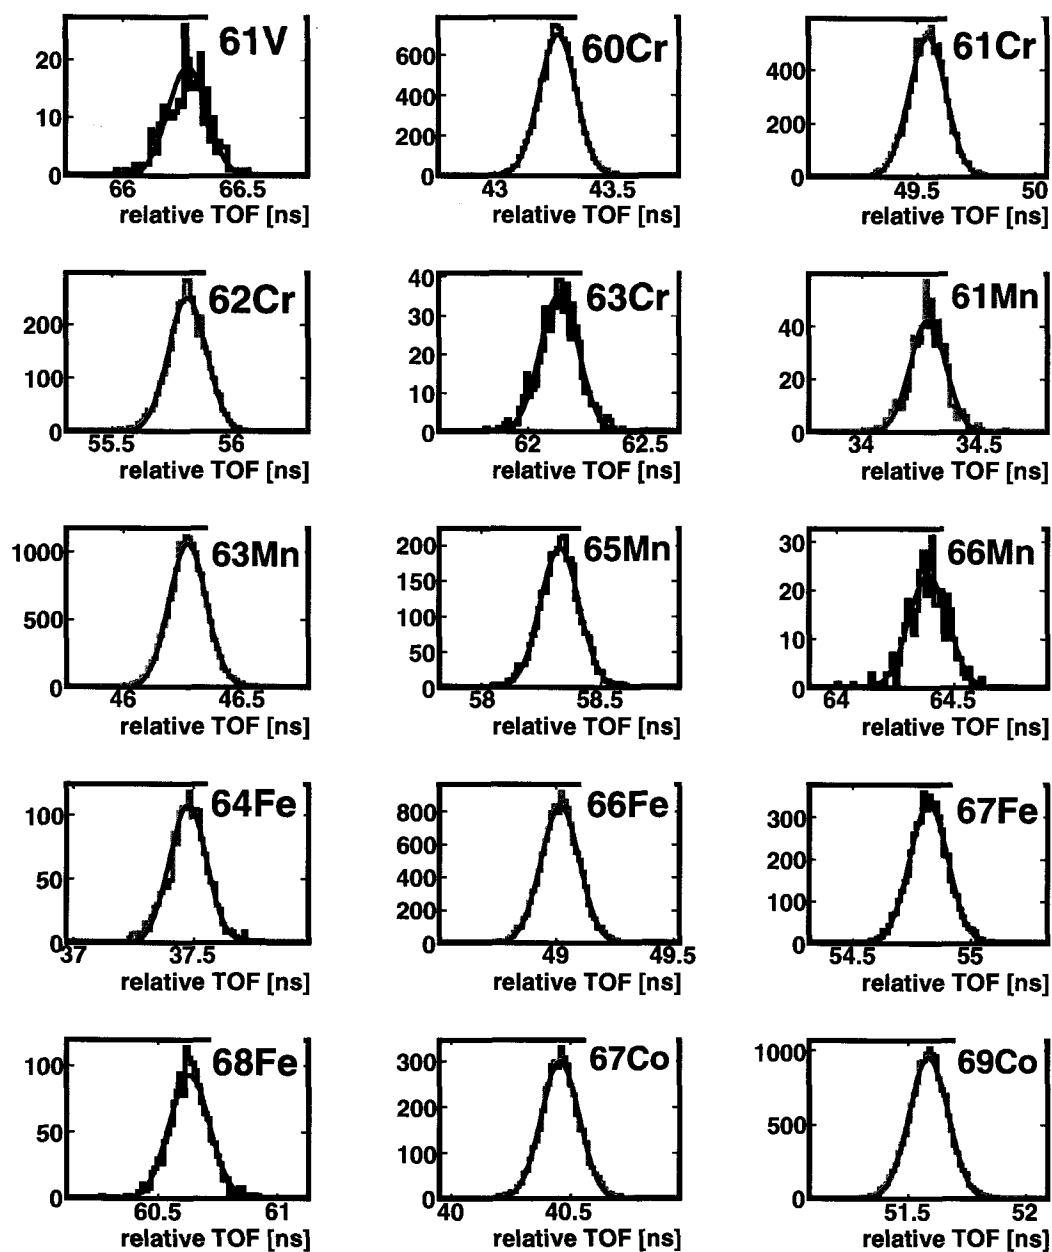 61V
20
10
0
66
66.5
relative TOF [ns]
60Cr
600
400
200
0
43
43.5
relative TOF [ns]
61Cr
400
200
0
49.5
50
relative TOF [ns]
62Cr
200
100
0
55.5
56
relative TOF [ns]
63Cr
40
30
20
10
0
62
62.5
relative TOF [ns]
61Mn
40
20
0
34
34.5
relative TOF [ns]
63Mn
1000
500
0
46
46.5
relative TOF [ns]
65Mn
200
150
100
50
0
58
58.5
relative TOF [ns]
66Mn
30
20
10
0
64
64.5
relative TOF [ns]
64Fe
100
50
0
37
37.5
relative TOF [ns]
66Fe
800
600
400
200
0
49
49.5
relative TOF [ns]
67Fe
300
200
100
0
54.5
55
relative TOF [ns]
68Fe
100
50
0
60.5
61
relative TOF [ns]
67Co
300
200
100
0
40
40.5
relative TOF [ns]
69Co
1000
500
0
51.5
52
relative TOF [ns]